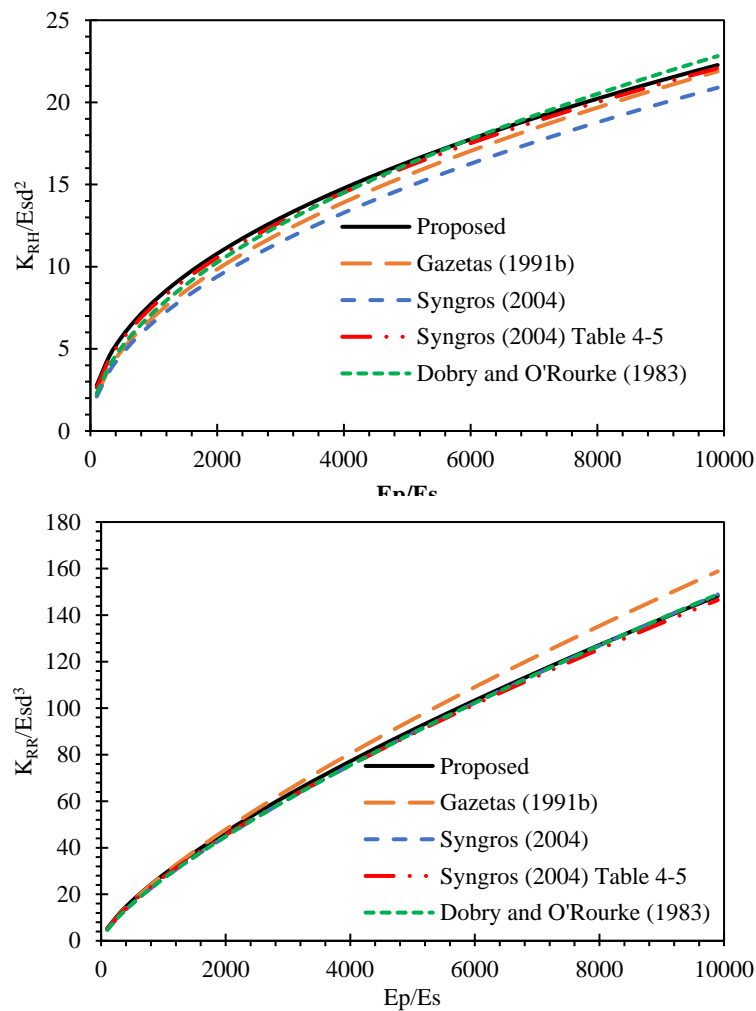 25
20
15
10
5
0
K_RH/Esd²
Proposed
Gazetas (1991b)
Syngros (2004)
Syngros (2004) Table 4-5
Dobry and O'Rourke (1983)
0 2000 4000 6000 8000 10000
Ep/Es
180
160
140
120
100
80
60
40
20
0
K_RR/Esd³
Proposed
Gazetas (1991b)
Syngros (2004)
Syngros (2004) Table 4-5
Dobry and O'Rourke (1983)
0 2000 4000 6000 8000 10000
Ep/Es